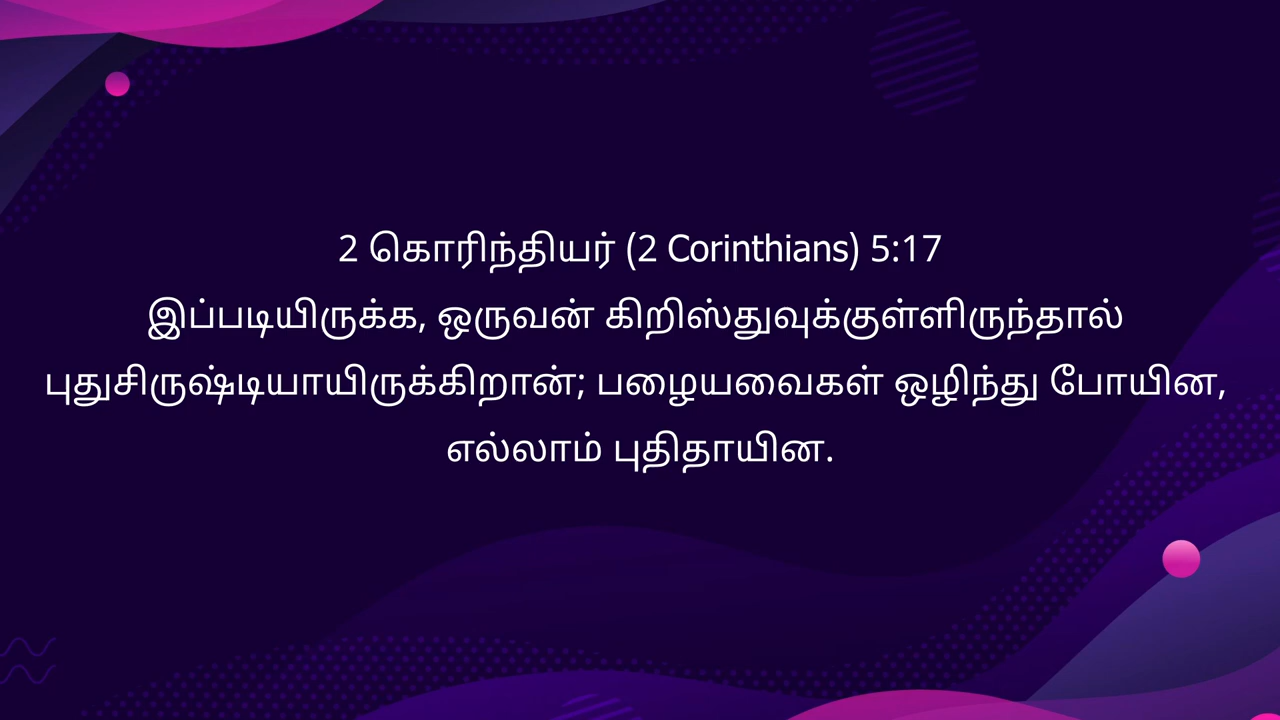 2 கொரிந்தியர் (2 Corinthians) 5:17
இப்படியிருக்க, ஒருவன் கிறிஸ்துவுக்குள்ளிருந்தால்
புதுசிருஷ்டியாயிருக்கிறான்; பழையவைகள் ஒழிந்து போயின,
எல்லாம் புதிதாயின.